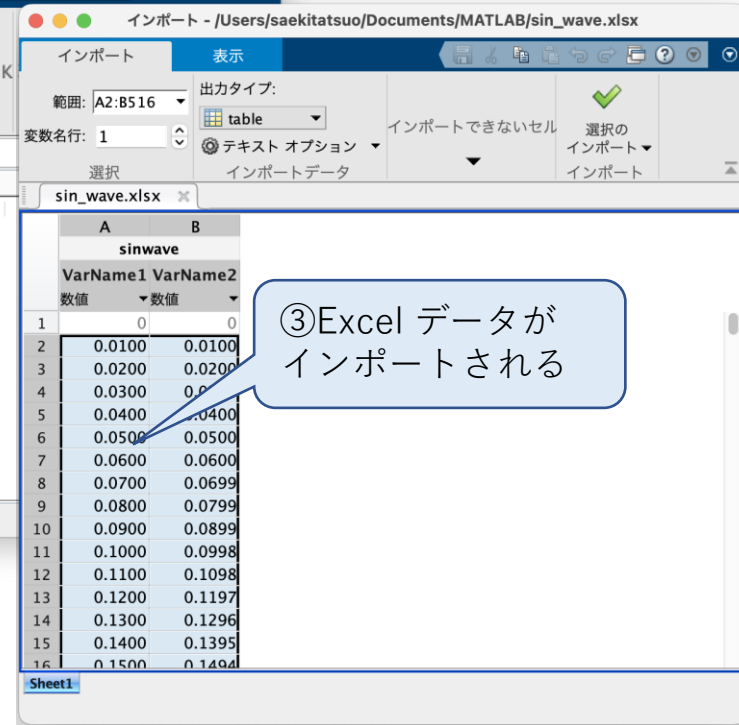 インポート - /Users/saekitatsuo/Documents/MATLAB/sin_wave.xlsx
K
インポート 表示
範囲: A2:B516
変数名行: 1
選択
出力タイプ:
table
テキスト オプション
インポートデータ
インポートできないセル
選択の
インポート
インポート
sin_wave.xlsx
A B
sinwave
VarName1 VarName2
数値 数値
1 0 0
2 0.0100 0.0100
3 0.0200 0.0200
4 0.0300
5 0.0400 0.0400
6 0.0500 0.0500
7 0.0600 0.0600
8 0.0700 0.0699
9 0.0800 0.0799
10 0.0900 0.0899
11 0.1000 0.0998
12 0.1100 0.1098
13 0.1200 0.1197
14 0.1300 0.1296
15 0.1400 0.1395
16 0.1500 0.1494
③Excel データが
インポートされる
Sheet1